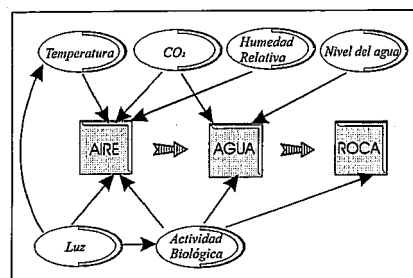 Temperatura
CO₂
Humedad
Relativa
Nivel del agua
AIRE
AGUA
ROCA
Luz
Actividad
Biológica